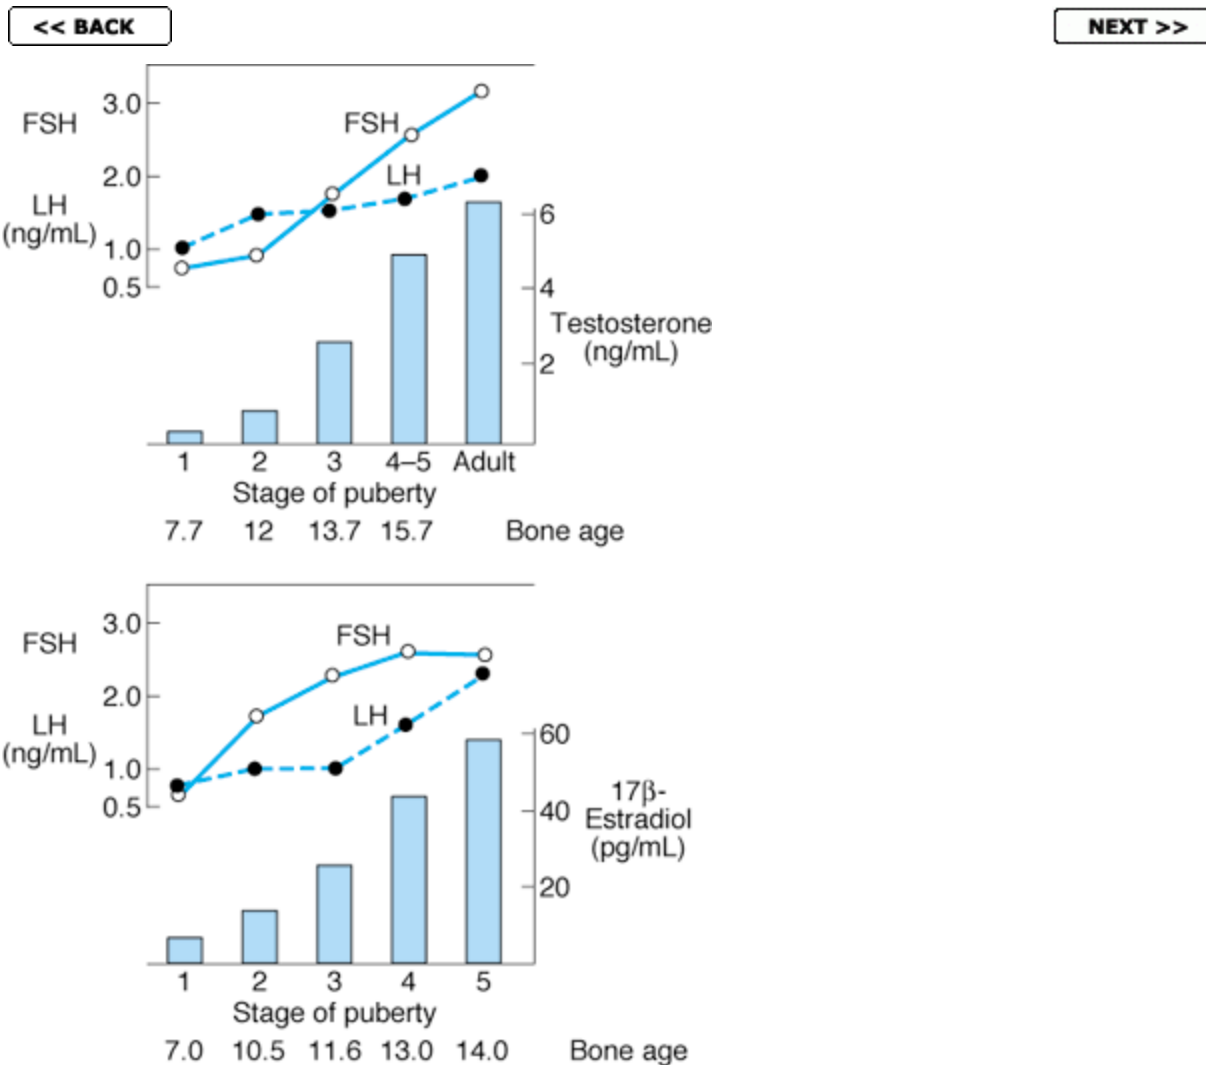 << BACK
NEXT >>
3.0
FSH
FSH
2.0
LH
LH
(ng/mL)
6
1.0
0.5
4
Testosterone
(ng/mL)
2
1 2 3 4–5 Adult
Stage of puberty
7.7 12 13.7 15.7 Bone age
3.0
FSH
FSH
2.0
LH
LH
(ng/mL)
60
1.0
0.5
17β-
Estradiol
(pg/mL)
40
20
1 2 3 4 5
Stage of puberty
7.0 10.5 11.6 13.0 14.0 Bone age